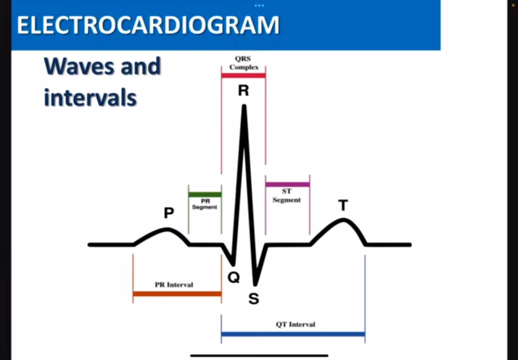 ELECTROCARDIOGRAM
Waves and
intervals
QRS
Complex
R
PR
Segment
ST
Segment
P
T
Q
S
PR Interval
QT Interval